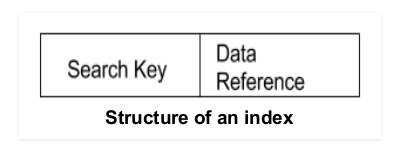 Search Key
Data
Reference
Structure of an index